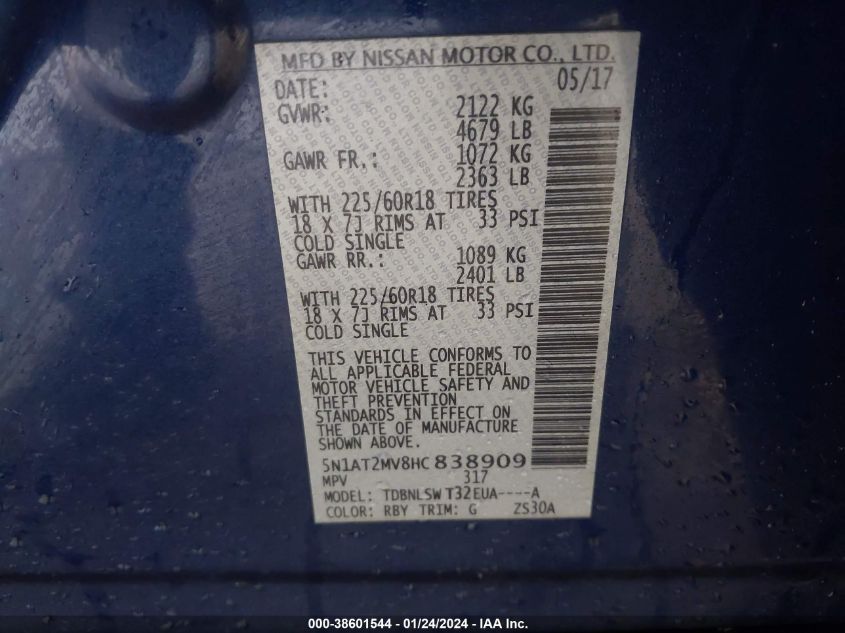 MFD BY NISSAN MOTOR CO., LTD.
DATE: 05/17
GVWR: 2122 KG
4679 LB
GAWR FR.: 1072 KG
2363 LB
WITH 225/60R18 TIRES
18 X 7J RIMS AT 33 PSI
COLD SINGLE
GAWR RR.: 1089 KG
2401 LB
WITH 225/60R18 TIRES
18 X 7J RIMS AT 33 PSI
COLD SINGLE
THIS VEHICLE CONFORMS TO
ALL APPLICABLE FEDERAL
MOTOR VEHICLE SAFETY AND
THEFT PREVENTION
STANDARDS IN EFFECT ON
THE DATE OF MANUFACTURE
SHOWN ABOVE.
5N1AT2MV8HC 838909
MPV 317
MODEL: TDBNLSW T32EUA----A
COLOR: RBY TRIM: G ZS30A
000-38601544 - 01/24/2024 - IAA Inc.